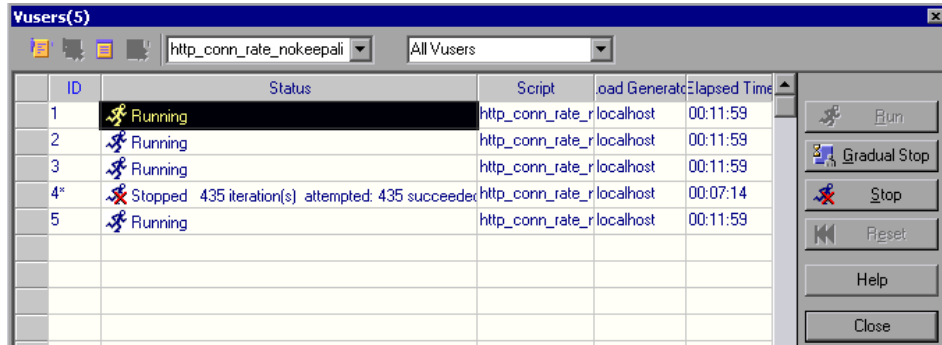 Vusers(5)
http_conn_rate_nokeepali All Vusers
ID Status Script oad Generato Elapsed Time
1 Running http_conn_rate_r localhost 00:11:59
2 Running http_conn_rate_r localhost 00:11:59
3 Running http_conn_rate_r localhost 00:11:59
4* Stopped 435 iteration(s) attempted: 435 succeeded http_conn_rate_r localhost 00:07:14
5 Running http_conn_rate_r localhost 00:11:59
Run
Gradual Stop
Stop
Reset
Help
Close